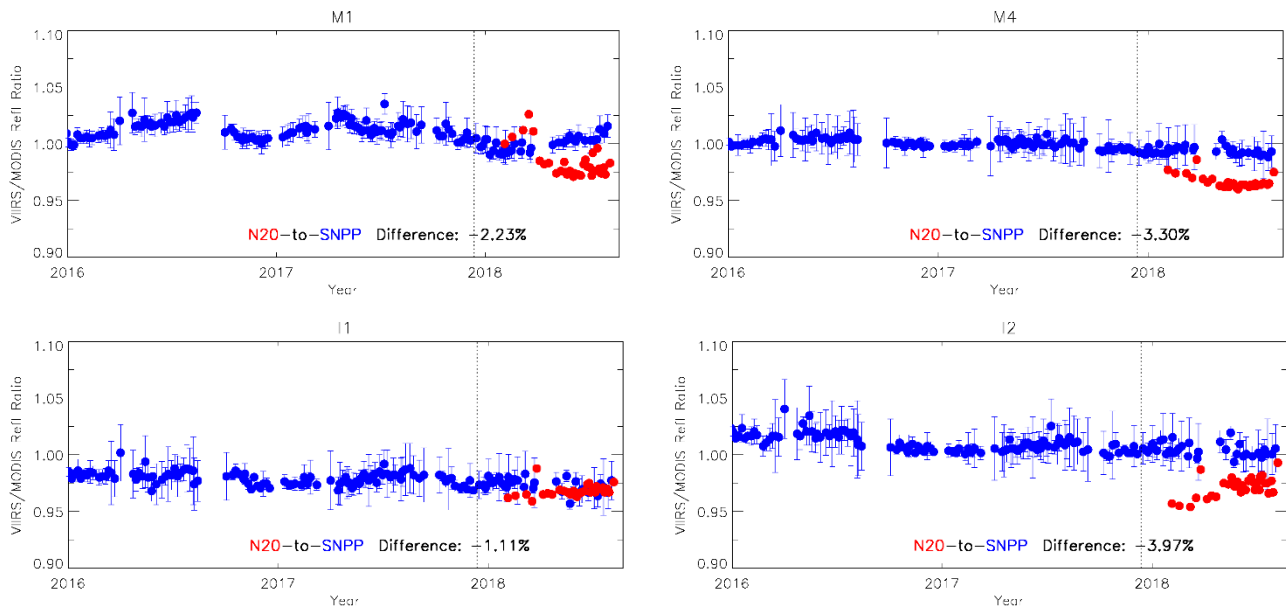 M1
1.10
1.05
1.00
0.95
0.90
VIIRS/MODIS Refl Ratio
N20-to-SNPP Difference: -2.23%
2016 2017 2018
Year
M4
1.10
1.05
1.00
0.95
0.90
VIIRS/MODIS Refl Ratio
N20-to-SNPP Difference: -3.30%
2016 2017 2018
Year
I1
1.10
1.05
1.00
0.95
0.90
VIIRS/MODIS Refl Ratio
N20-to-SNPP Difference: -1.11%
2016 2017 2018
Year
I2
1.10
1.05
1.00
0.95
0.90
VIIRS/MODIS Refl Ratio
N20-to-SNPP Difference: -3.97%
2016 2017 2018
Year